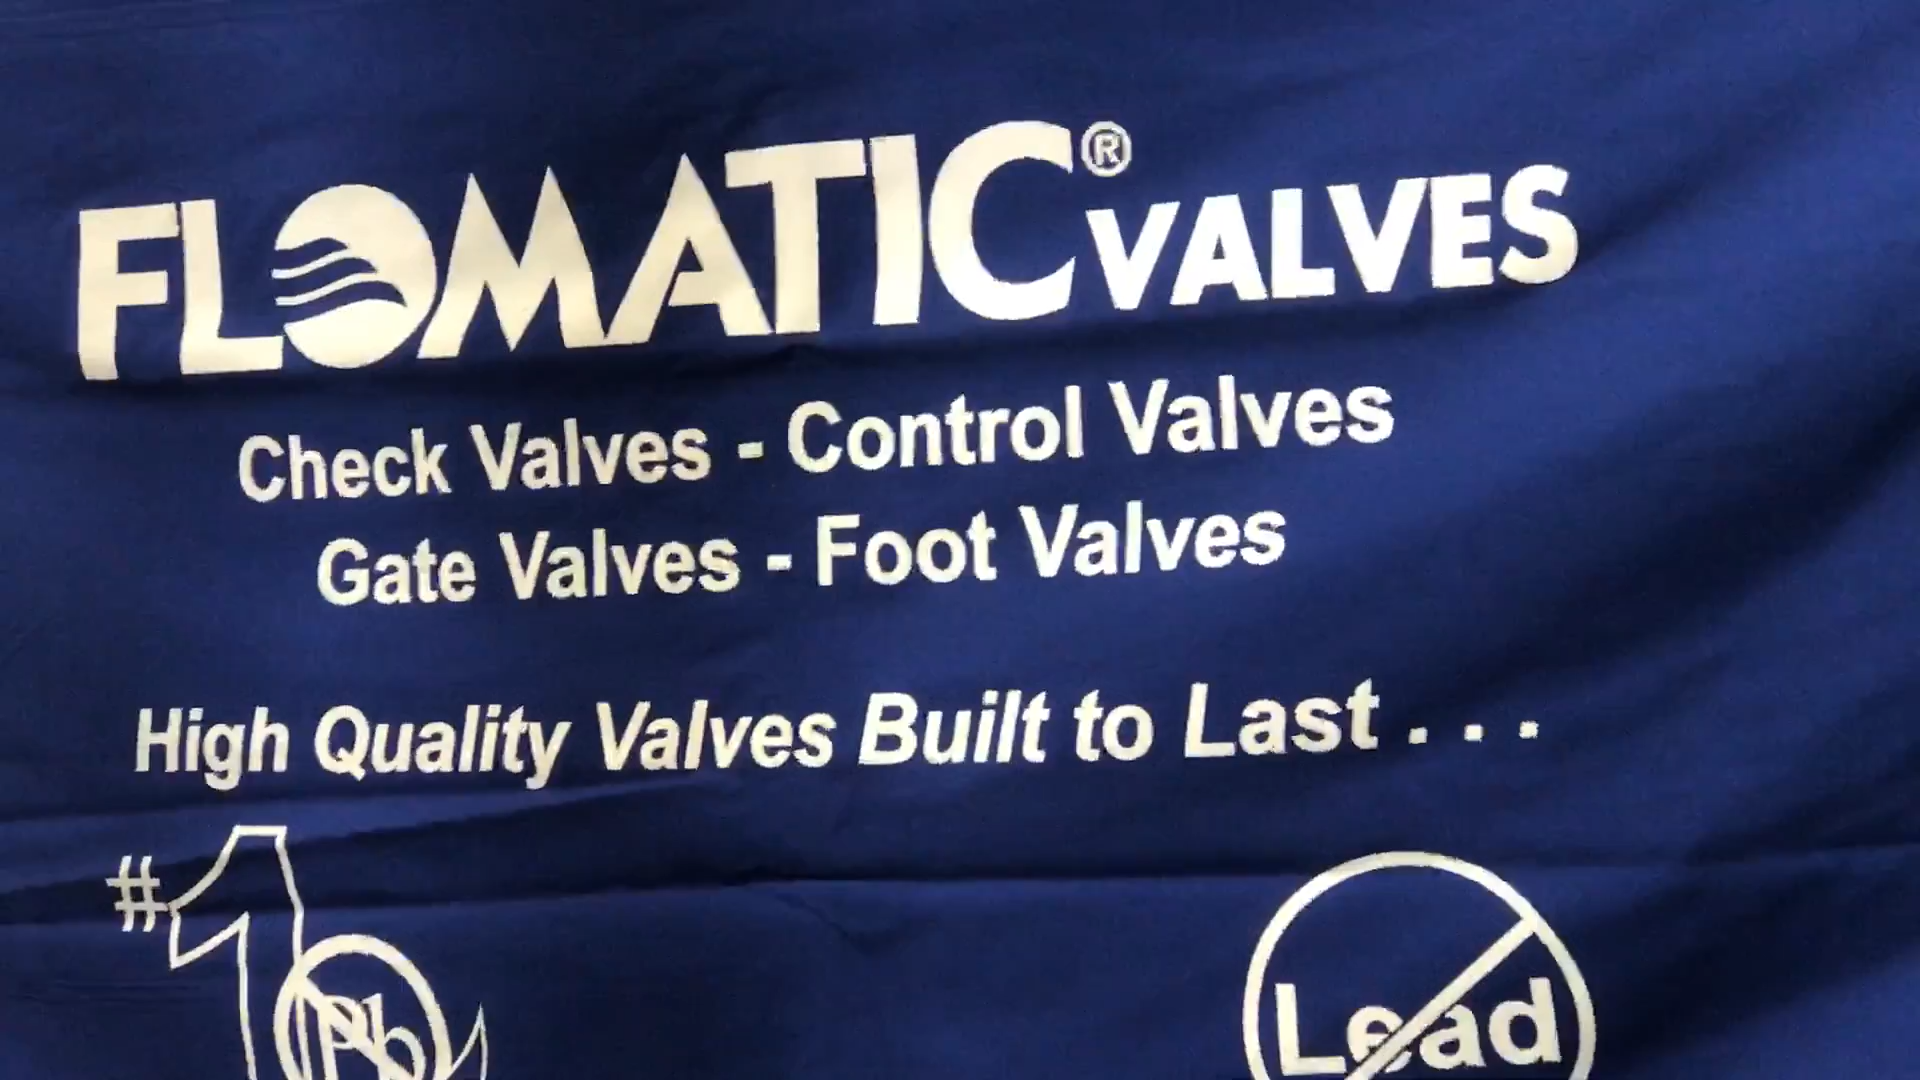 FLOMATIC® VALVES
Check Valves - Control Valves
Gate Valves - Foot Valves
High Quality Valves Built to Last . . .
#1
Pb
Lead